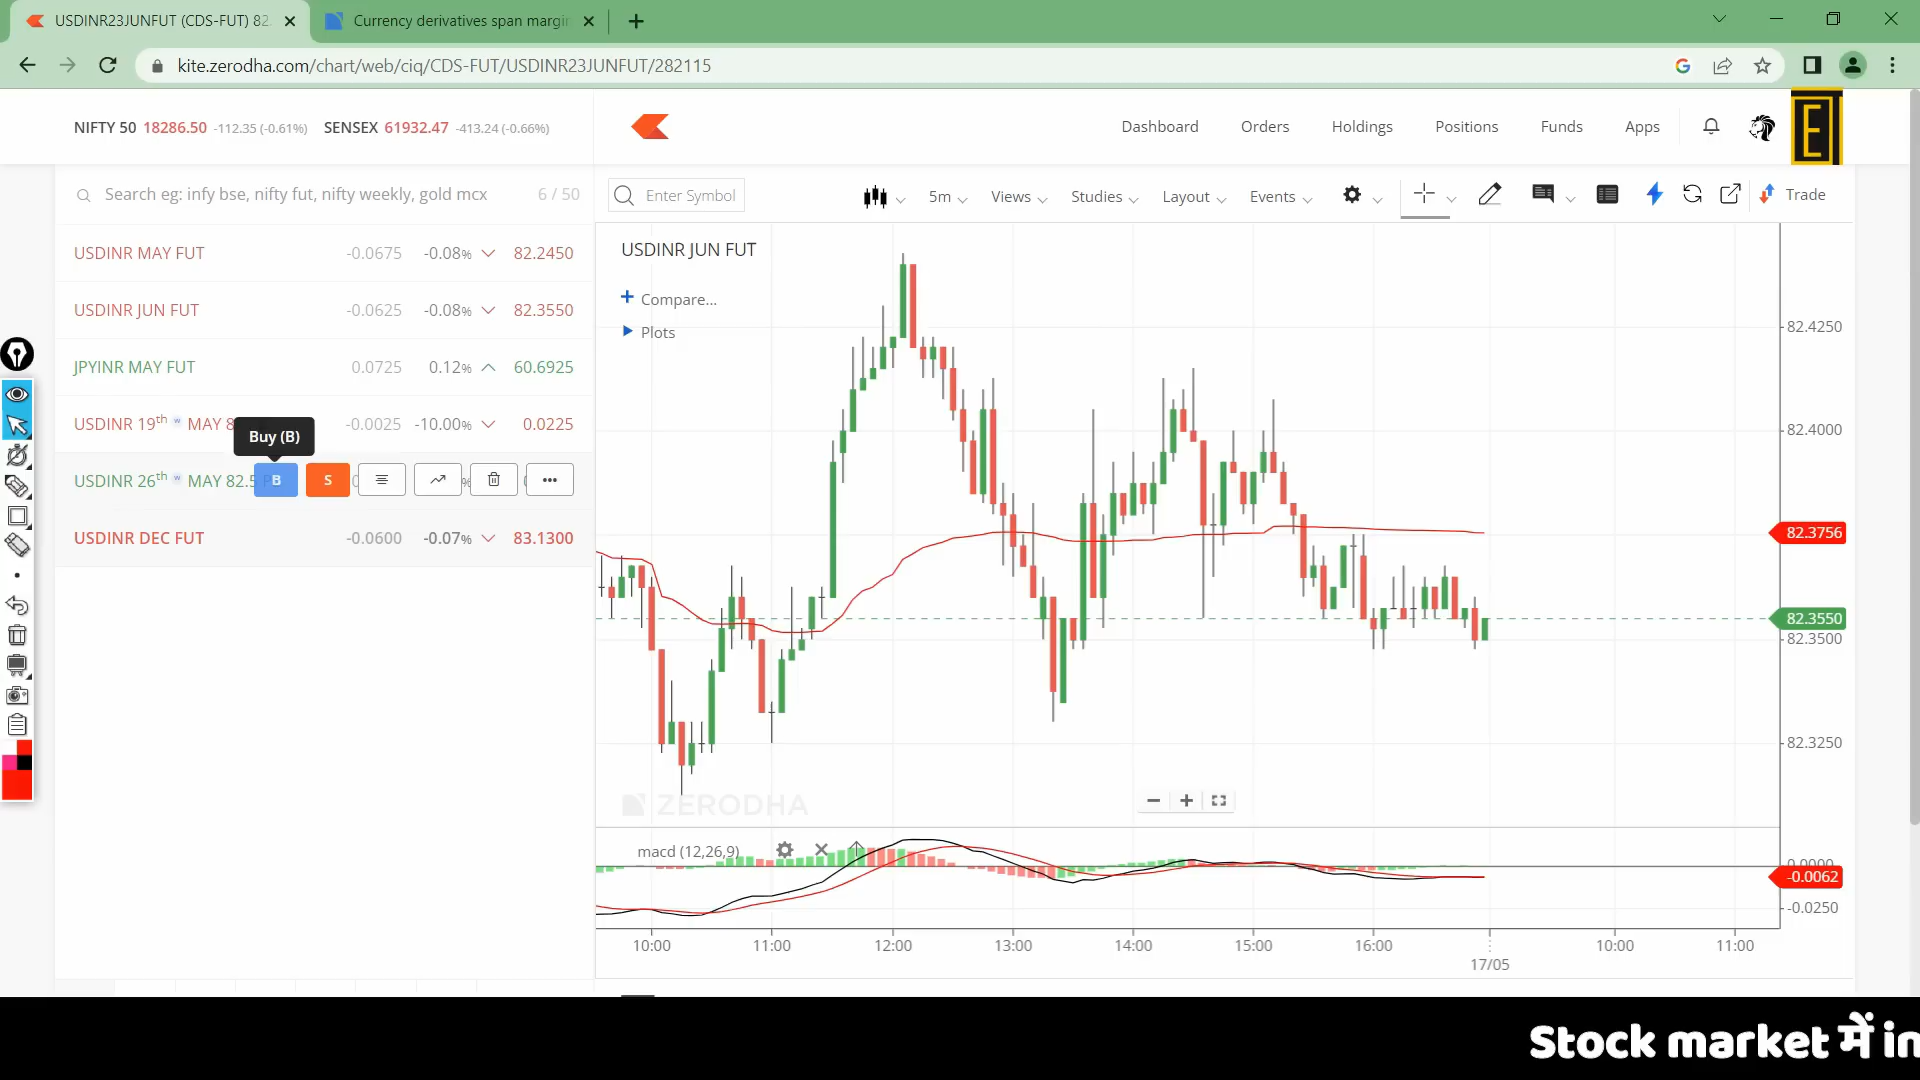 USDINR23JUNFUT (CDS-FUT) 82.
Currency derivatives span margin
kite.zerodha.com/chart/web/ciq/CDS-FUT/USDINR23JUNFUT/282115
NIFTY 50 18286.50 -112.35 (-0.61%) SENSEX 61932.47 -413.24 (-0.66%)
Dashboard Orders Holdings Positions Funds Apps
E
Search eg: infy bse, nifty fut, nifty weekly, gold mcx 6 / 50
Enter Symbol 5m Views Studies Layout Events Trade
USDINR MAY FUT -0.0675 -0.08% 82.2450
USDINR JUN FUT -0.0625 -0.08% 82.3550
JPYINR MAY FUT 0.0725 0.12% 60.6925
USDINR 19th w MAY 8 -0.0025 -10.00% 0.0225
Buy (B)
USDINR 26th w MAY 82.5 B S
USDINR DEC FUT -0.0600 -0.07% 83.1300
USDINR JUN FUT
Compare...
Plots
82.4250
82.4000
82.3756
82.3550
82.3500
82.3250
ZERODHA
macd (12,26,9)
0.0000
-0.0062
-0.0250
10:00 11:00 12:00 13:00 14:00 15:00 16:00 10:00 11:00
17/05
Stock market में in